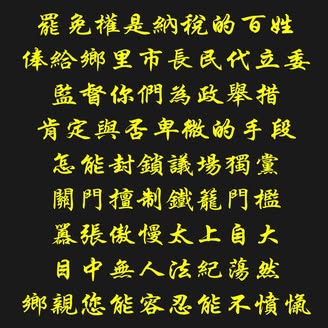 罷免權是納稅的百姓
俸給鄉里市長民代立委
監督你們為政舉措
肯定與否卑微的手段
怎能封鎖議場獨黨
關門擅制鐵籠門檻
囂張傲慢太上自大
目中無人法紀蕩然
鄉親您能容忍能不憤慨